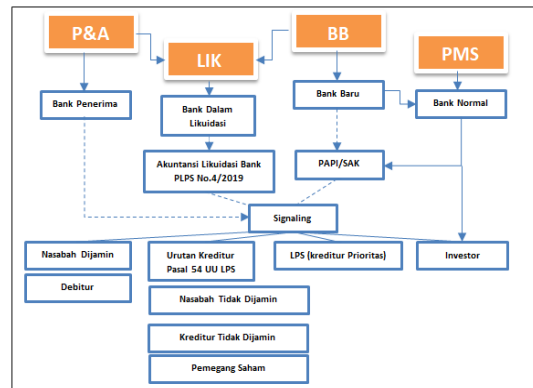 P&A
LIK
BB
PMS
Bank Penerima
Bank Dalam
Likuidasi
Bank Baru
Bank Normal
Akuntansi Likuidasi Bank
PLPS No.4/2019
PAPI/SAK
Signaling
Nasabah Dijamin
Urutan Kreditur
Pasal 54 UU LPS
LPS (kreditur Prioritas)
Investor
Debitur
Nasabah Tidak Dijamin
Kreditur Tidak Dijamin
Pemegang Saham